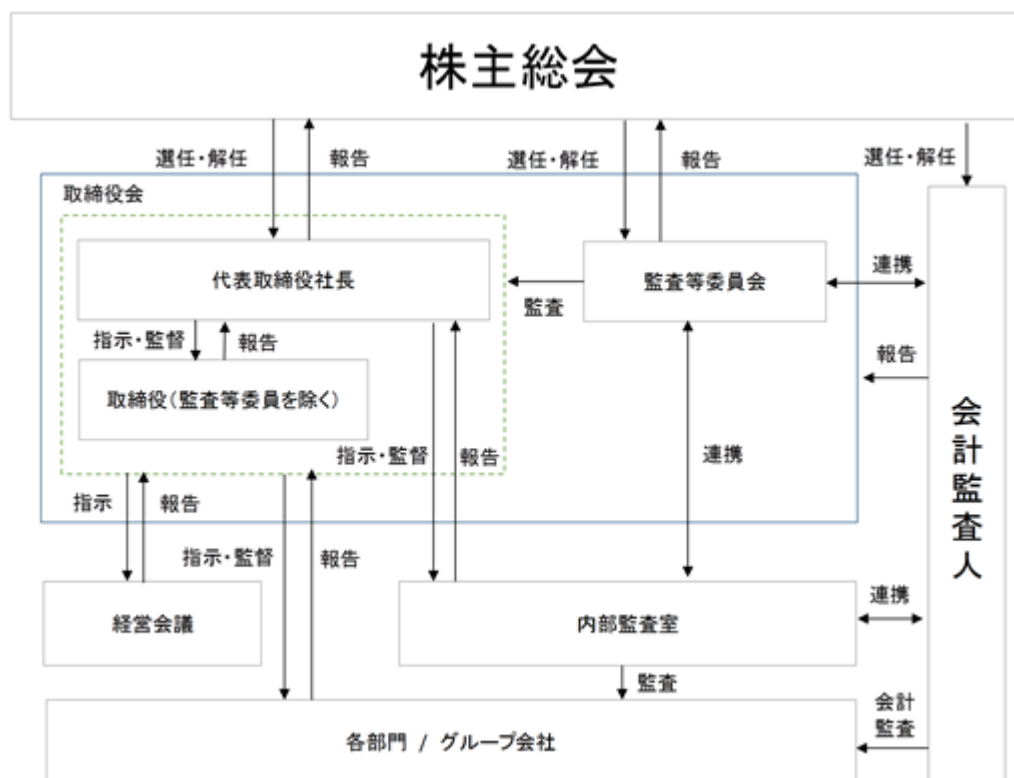 株主総会
選任・解任
報告
選任・解任
報告
選任・解任
取締役会
代表取締役社長
監査等委員会
連携
監査
指示・監督
報告
報告
取締役(監査等委員を除く)
会計監査人
指示・監督
報告
連携
指示
報告
指示・監督
報告
経営会議
内部監査室
連携
監査
会計
監査
各部門 / グループ会社